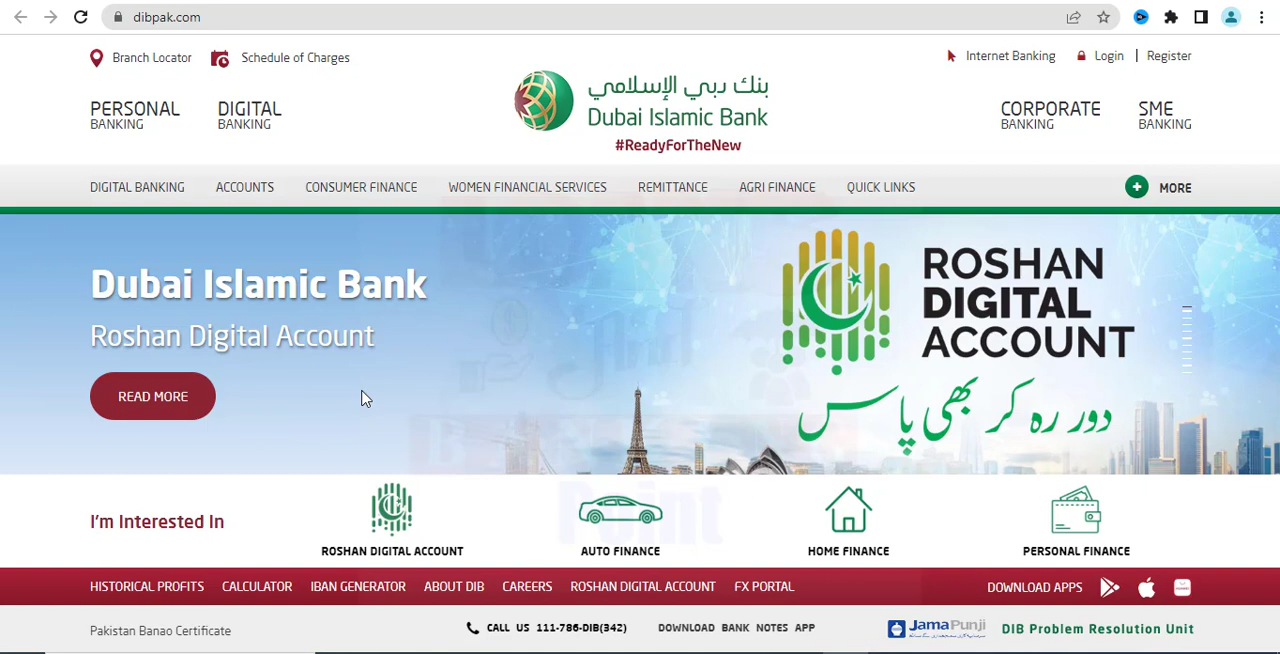 dibpak.com
Branch Locator
Schedule of Charges
Internet Banking
Login | Register
PERSONAL
BANKING
DIGITAL
BANKING
بنك دبي الإسلامي
Dubai Islamic Bank
#ReadyForTheNew
CORPORATE
BANKING
SME
BANKING
DIGITAL BANKING
ACCOUNTS
CONSUMER FINANCE
WOMEN FINANCIAL SERVICES
REMITTANCE
AGRI FINANCE
QUICK LINKS
MORE
Dubai Islamic Bank
Roshan Digital Account
READ MORE
ROSHAN
DIGITAL
ACCOUNT
دور رہ کر بھی پاس
I'm Interested In
ROSHAN DIGITAL ACCOUNT
AUTO FINANCE
HOME FINANCE
PERSONAL FINANCE
Point
HISTORICAL PROFITS
CALCULATOR
IBAN GENERATOR
ABOUT DIB
CAREERS
ROSHAN DIGITAL ACCOUNT
FX PORTAL
DOWNLOAD APPS
Pakistan Banao Certificate
CALL US 111-786-DIB(342)
DOWNLOAD BANK NOTES APP
JamaPunji
DIB Problem Resolution Unit